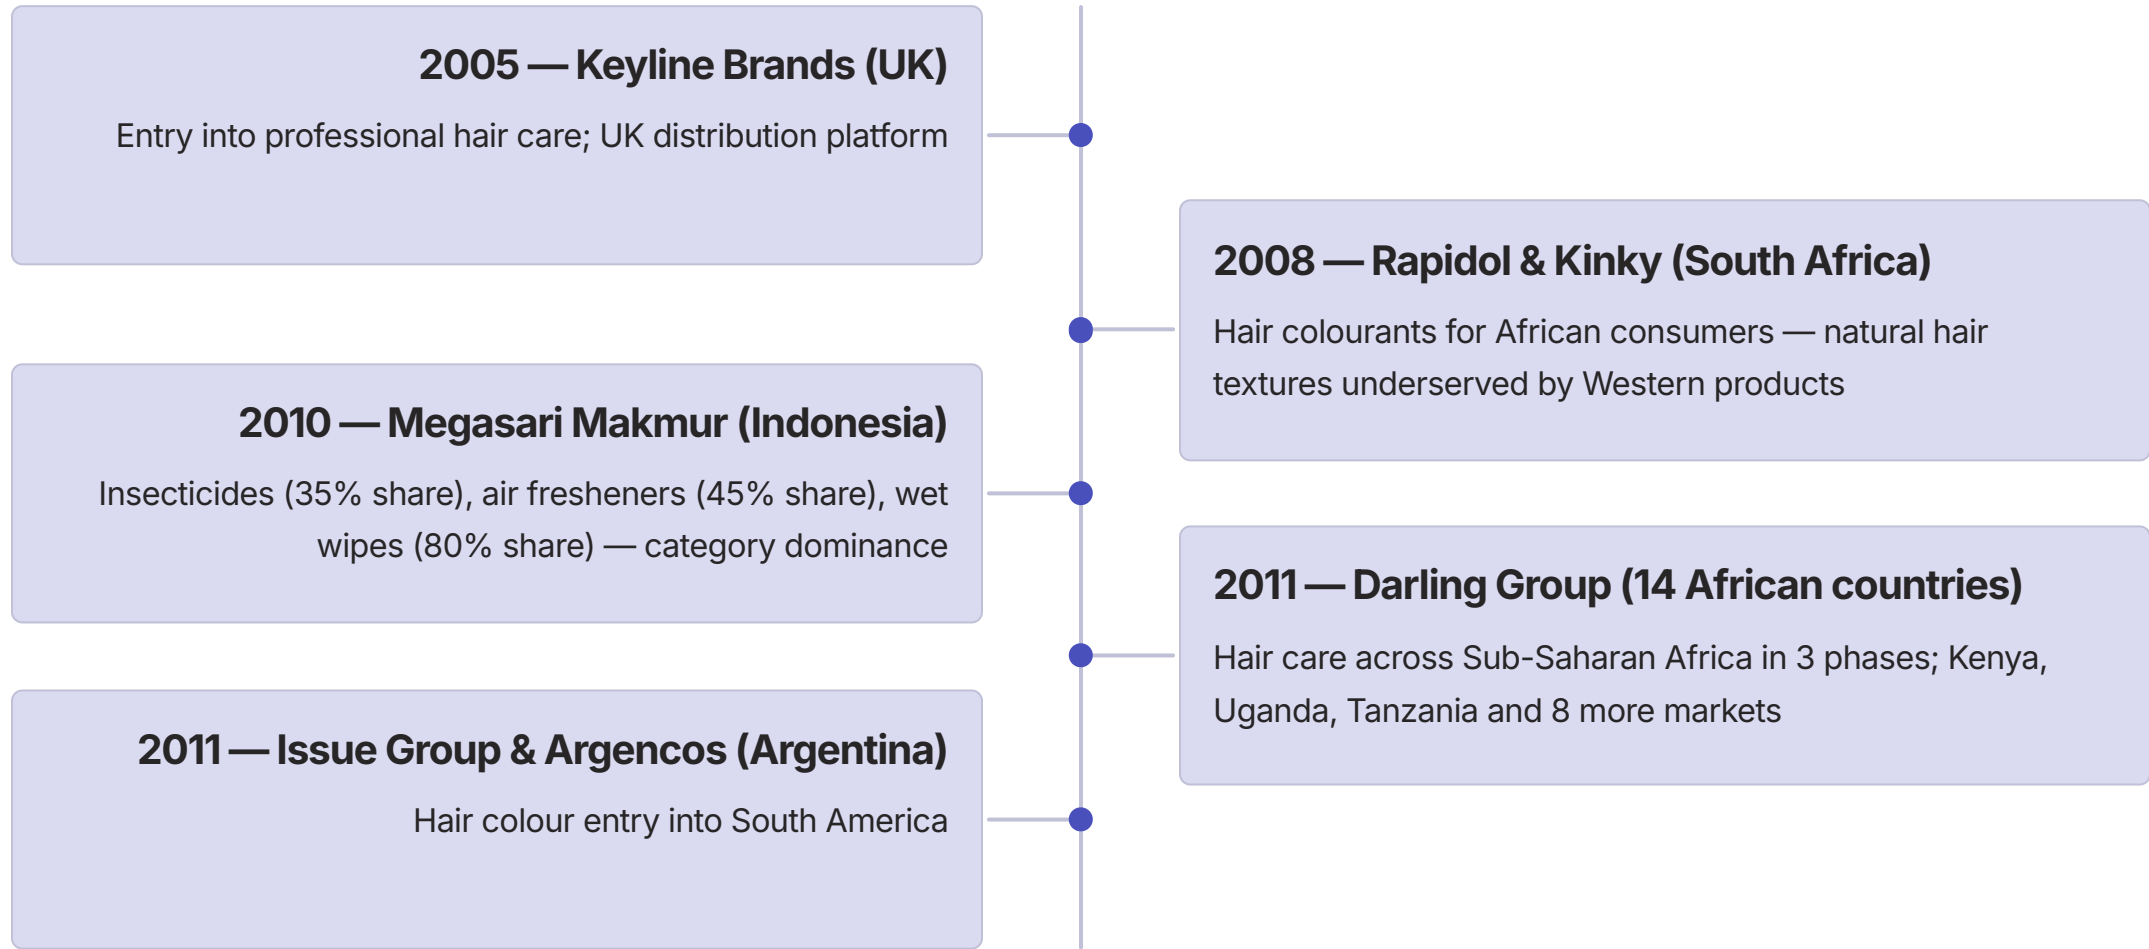 2005 — Keyline Brands (UK)
Entry into professional hair care; UK distribution platform
2008 — Rapidol & Kinky (South Africa)
Hair colourants for African consumers — natural hair
textures underserved by Western products
2010 — Megasari Makmur (Indonesia)
Insecticides (35% share), air fresheners (45% share), wet
wipes (80% share) — category dominance
2011 — Darling Group (14 African countries)
Hair care across Sub-Saharan Africa in 3 phases; Kenya,
Uganda, Tanzania and 8 more markets
2011 — Issue Group & Argencos (Argentina)
Hair colour entry into South America